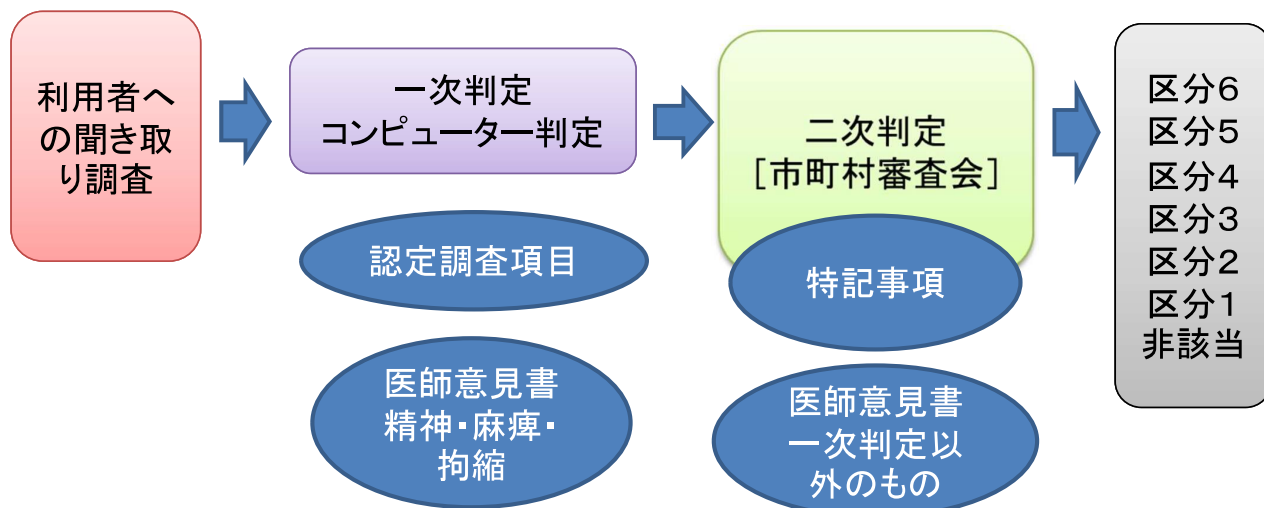 利用者へ
の聞き取
り調査
一次判定
コンピューター判定
認定調査項目
医師意見書
精神・麻痺・
拘縮
二次判定
[市町村審査会]
特記事項
医師意見書
一次判定以
外のもの
区分6
区分5
区分4
区分3
区分2
区分1
非該当